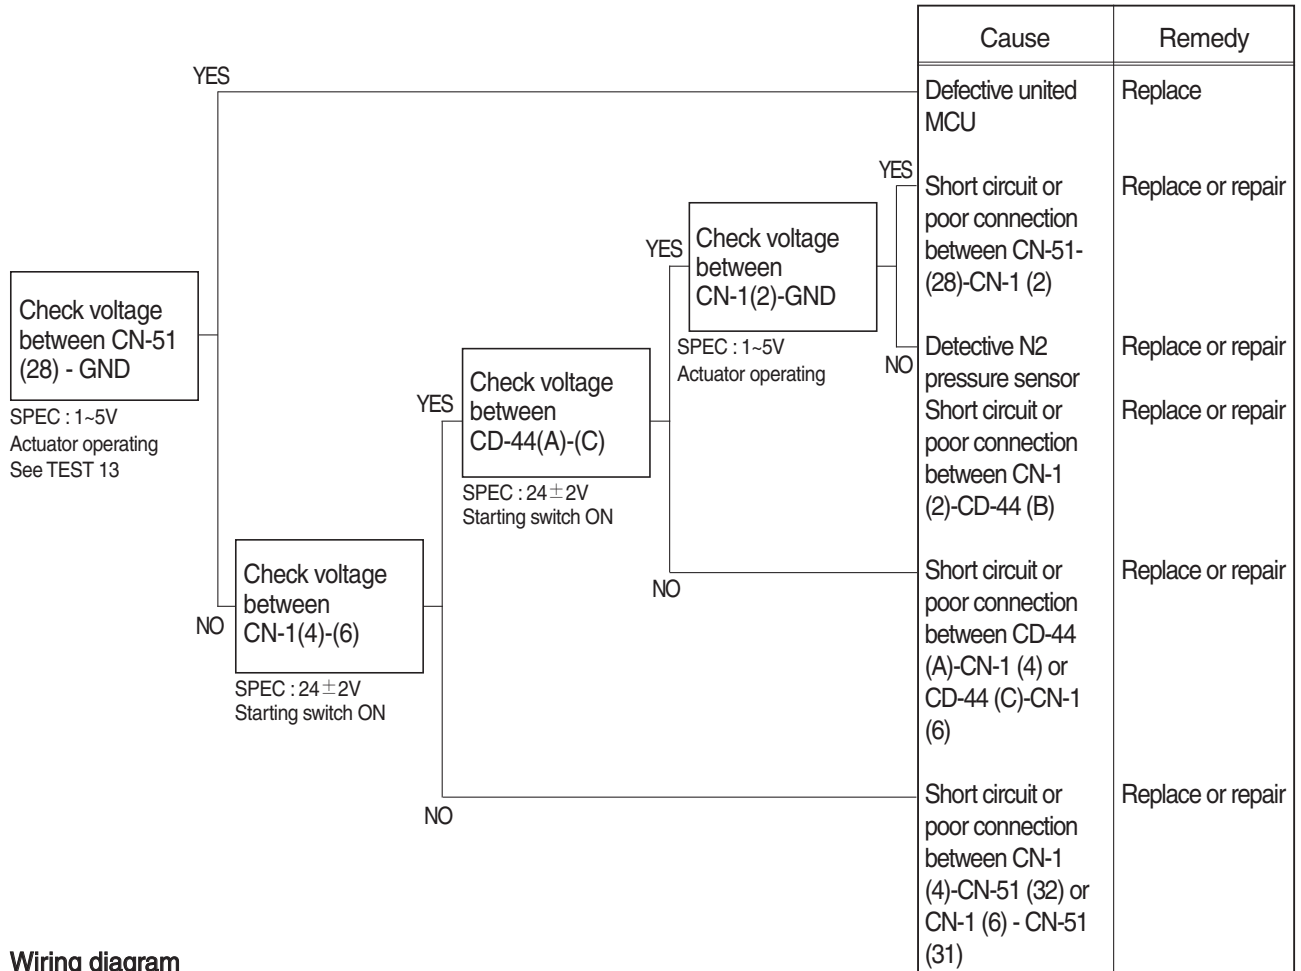 Cause
Remedy
YES
Defective united
MCU
Replace
YES
Short circuit or
poor connection
between CN-51-
(28)-CN-1 (2)
Replace or repair
YES
Check voltage
between
CN-1(2)-GND
SPEC : 1~5V
Actuator operating
NO
Detective N2
pressure sensor
Replace or repair
Short circuit or
poor connection
between CN-1
(2)-CD-44 (B)
Replace or repair
Check voltage
between CN-51
(28) - GND
SPEC : 1~5V
Actuator operating
See TEST 13
YES
Check voltage
between
CD-44(A)-(C)
SPEC : 24±2V
Starting switch ON
NO
Short circuit or
poor connection
between CD-44
(A)-CN-1 (4) or
CD-44 (C)-CN-1
(6)
Replace or repair
NO
Check voltage
between
CN-1(4)-(6)
SPEC : 24±2V
Starting switch ON
NO
Short circuit or
poor connection
between CN-1
(4)-CN-51 (32) or
CN-1 (6) - CN-51
(31)
Replace or repair
Wiring diagram